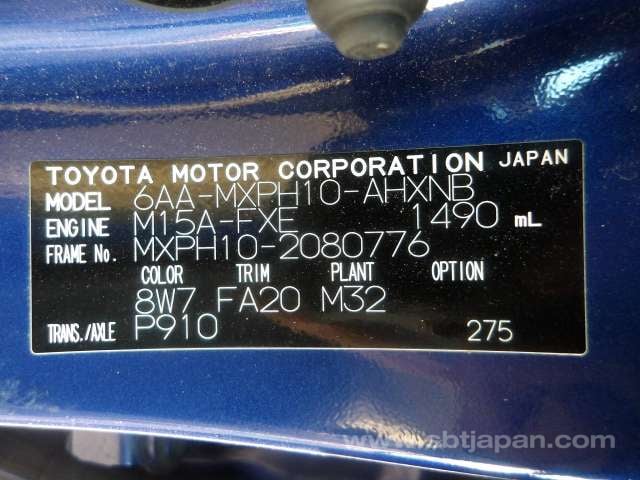 TOYOTA MOTOR CORPORATION JAPAN
MODEL 6AA-MXPH10-AHXNB
ENGINE M15A-FXE 1490 mL
FRAME No. MXPH10-2080776
COLOR TRIM PLANT OPTION
8W7 FA20 M32
TRANS./AXLE P910 275
www.sbtjapan.com